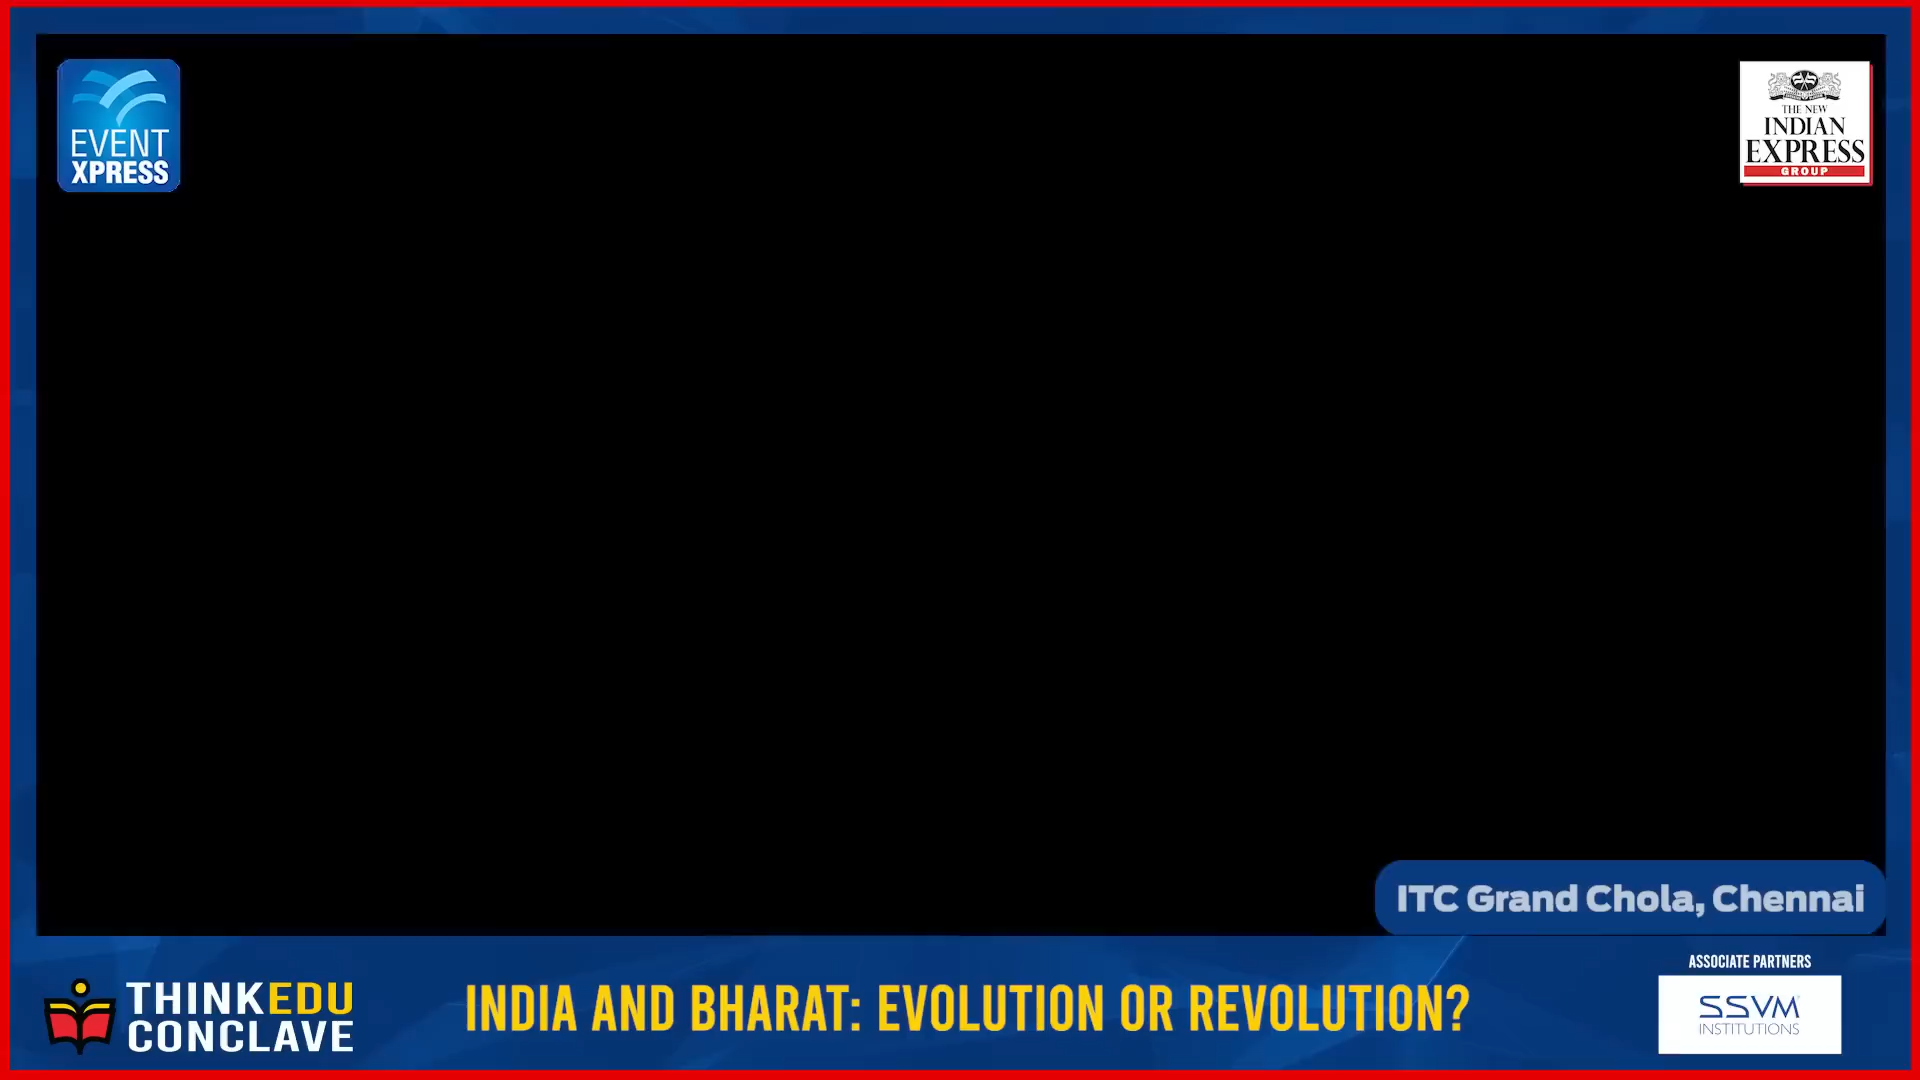 EVENT
XPRESS
THE NEW
INDIAN
EXPRESS
GROUP
ITC Grand Chola, Chennai
THINKEDU
CONCLAVE
INDIA AND BHARAT: EVOLUTION OR REVOLUTION?
ASSOCIATE PARTNERS
SSVM
INSTITUTIONS